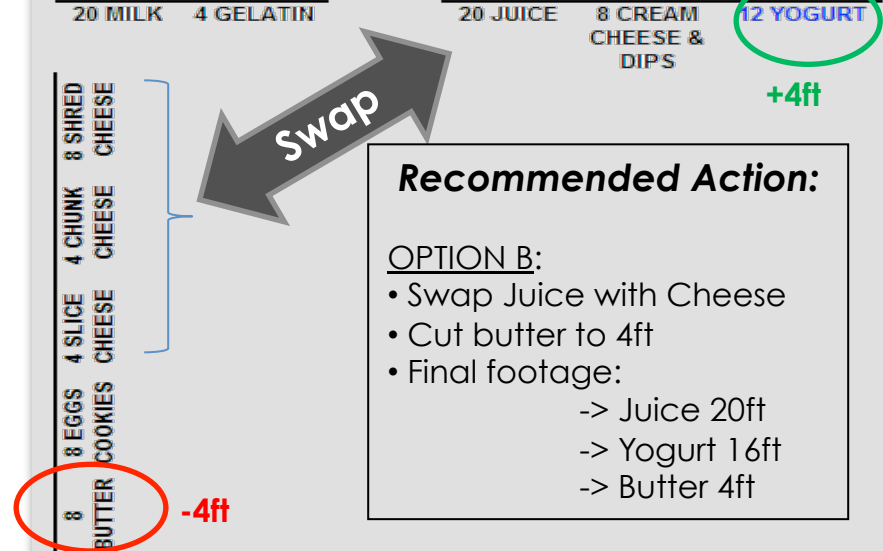 20 MILK 4 GELATIN 20 JUICE 8 CREAM 12 YOGURT
CHEESE &
DIPS
+4ft
Swap
8 SHRED
CHEESE
4 CHUNK
CHEESE
4 SLICE
CHEESE
8 EGGS
COOKIES
8
BUTTER
-4ft
Recommended Action:
OPTION B:
• Swap Juice with Cheese
• Cut butter to 4ft
• Final footage:
-> Juice 20ft
-> Yogurt 16ft
-> Butter 4ft